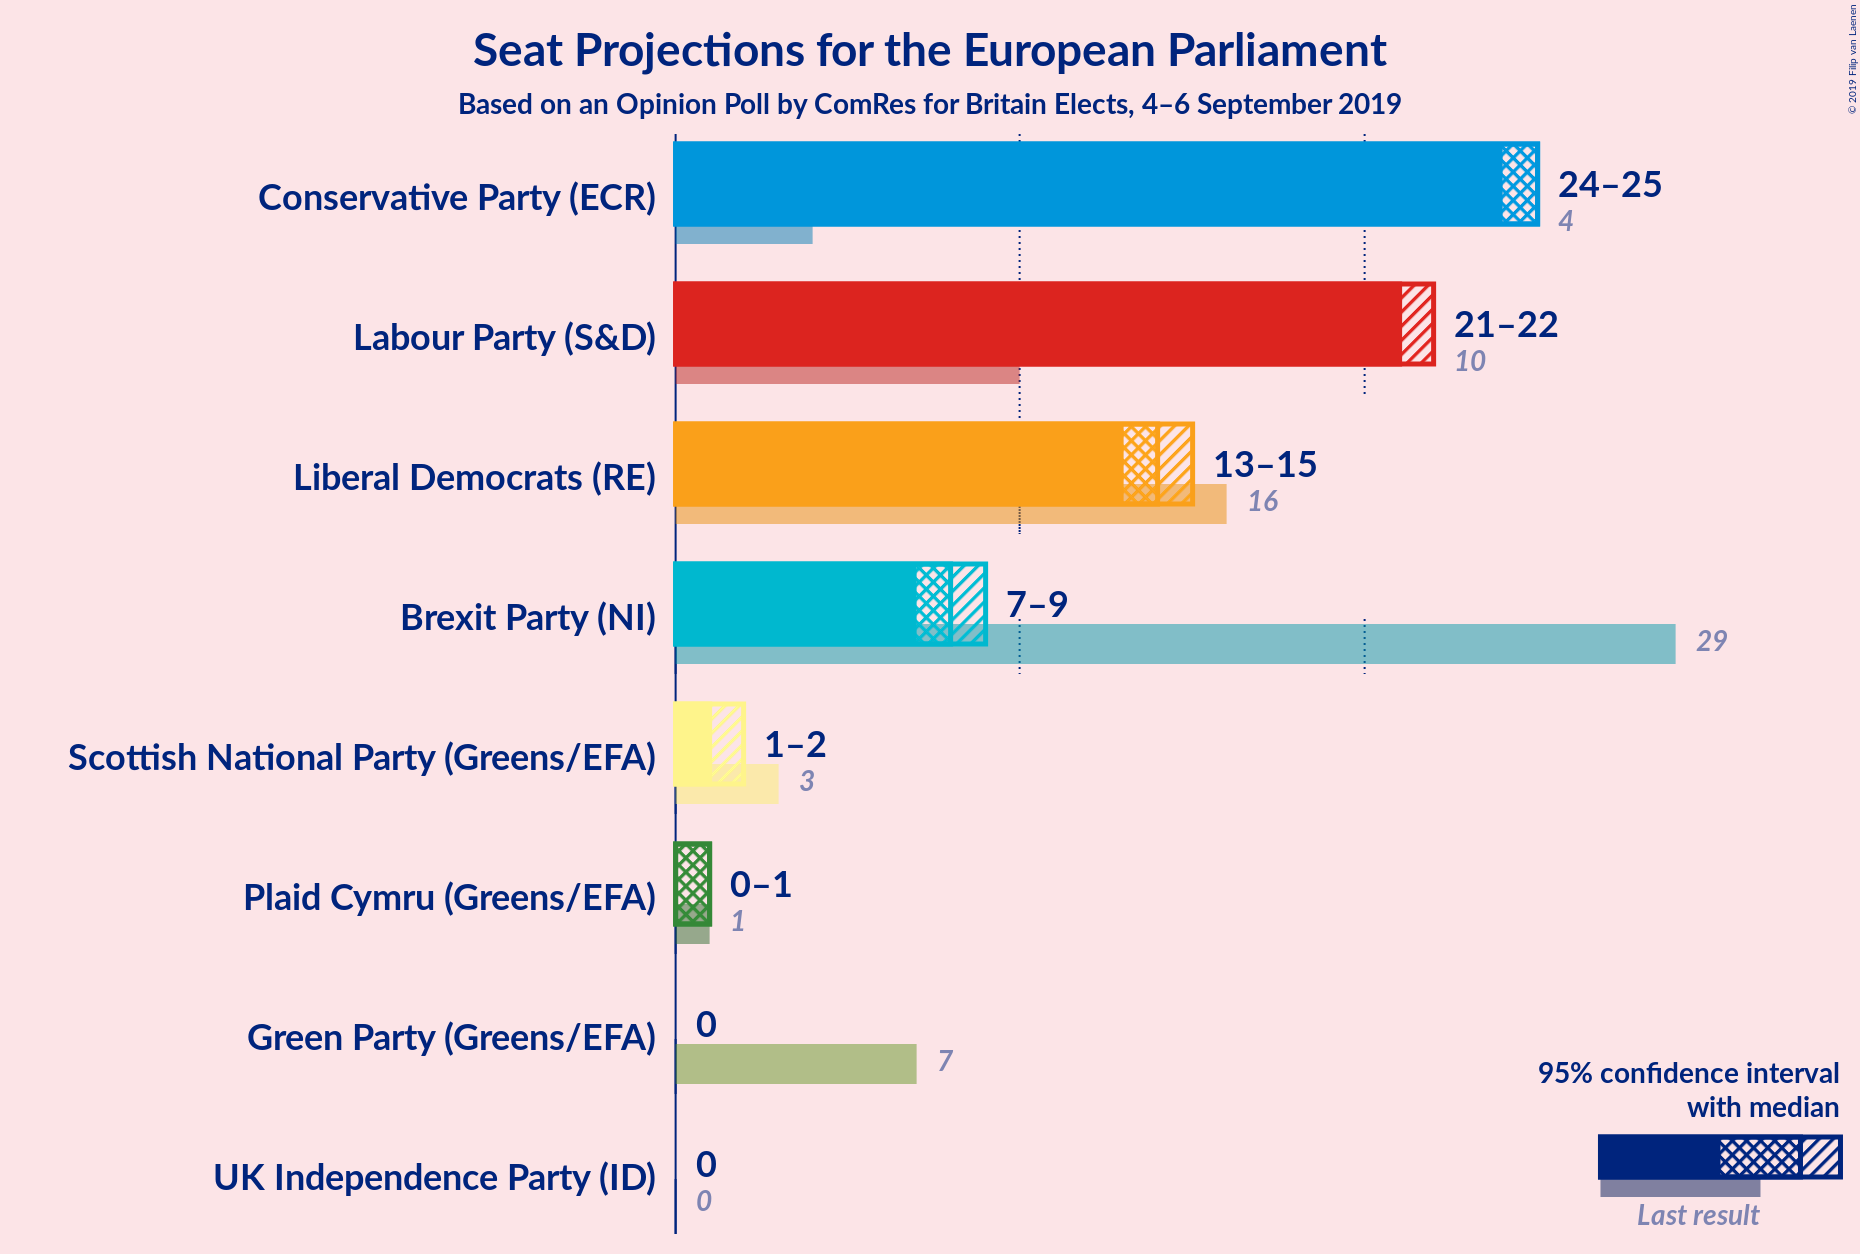 Seat Projections for the European Parliament
Based on an Opinion Poll by ComRes for Britain Elects, 4–6 September 2019
© 2019 Filip van Laenen
Conservative Party (ECR)
24–25
4
Labour Party (S&D)
21–22
10
Liberal Democrats (RE)
13–15
16
Brexit Party (NI)
7–9
29
Scottish National Party (Greens/EFA)
1–2
3
Plaid Cymru (Greens/EFA)
0–1
1
Green Party (Greens/EFA)
0
7
UK Independence Party (ID)
0
0
95% confidence interval
with median
Last result